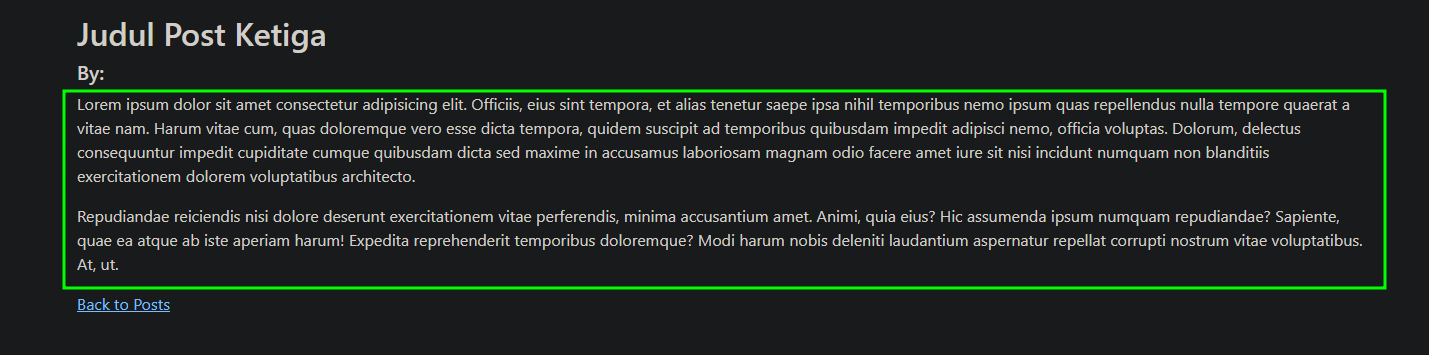 Judul Post Ketiga
By:
Lorem ipsum dolor sit amet consectetur adipisicing elit. Officiis, eius sint tempora, et alias tenetur saepe ipsa nihil temporibus nemo ipsum quas repellendus nulla tempore quaerat a
vitae nam. Harum vitae cum, quas doloremque vero esse dicta tempora, quidem suscipit ad temporibus quibusdam impedit adipisci nemo, officia voluptas. Dolorum, delectus
consequuntur impedit cupiditate cumque quibusdam dicta sed maxime in accusamus laboriosam magnam odio facere amet iure sit nisi incidunt numquam non blanditiis
exercitationem dolorem voluptatibus architecto.
Repudiandae reiciendis nisi dolore deserunt exercitationem vitae perferendis, minima accusantium amet. Animi, quia eius? Hic assumenda ipsum numquam repudiandae? Sapiente,
quae ea atque ab iste aperiam harum! Expedita reprehenderit temporibus doloremque? Modi harum nobis deleniti laudantium aspernatur repellat corrupti nostrum vitae voluptatibus.
At, ut.
Back to Posts